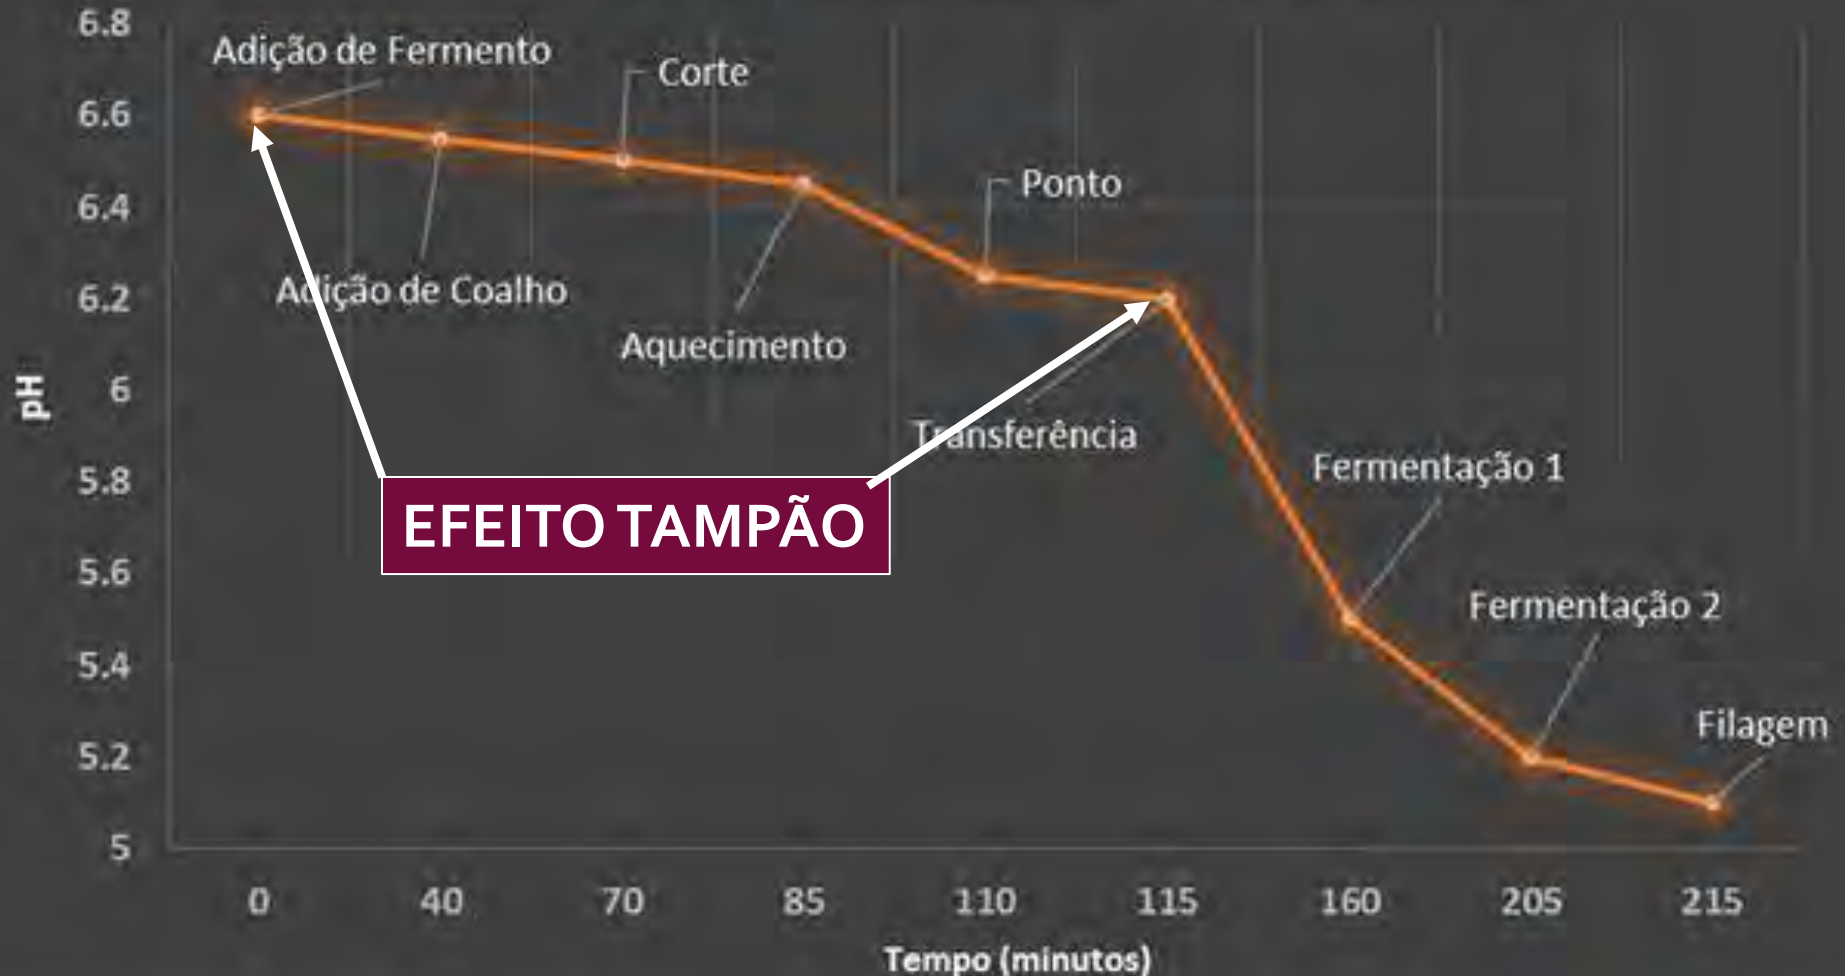 6.8
Adição de Fermento
Corte
6.6
Ponto
6.4
Adição de Coalho
6.2
Aquecimento
6
pH
Transferência
Fermentação 1
5.8
EFEITO TAMPÃO
5.6
Fermentação 2
5.4
Filagem
5.2
5
0 40 70 85 110 115 160 205 215
Tempo (minutos)